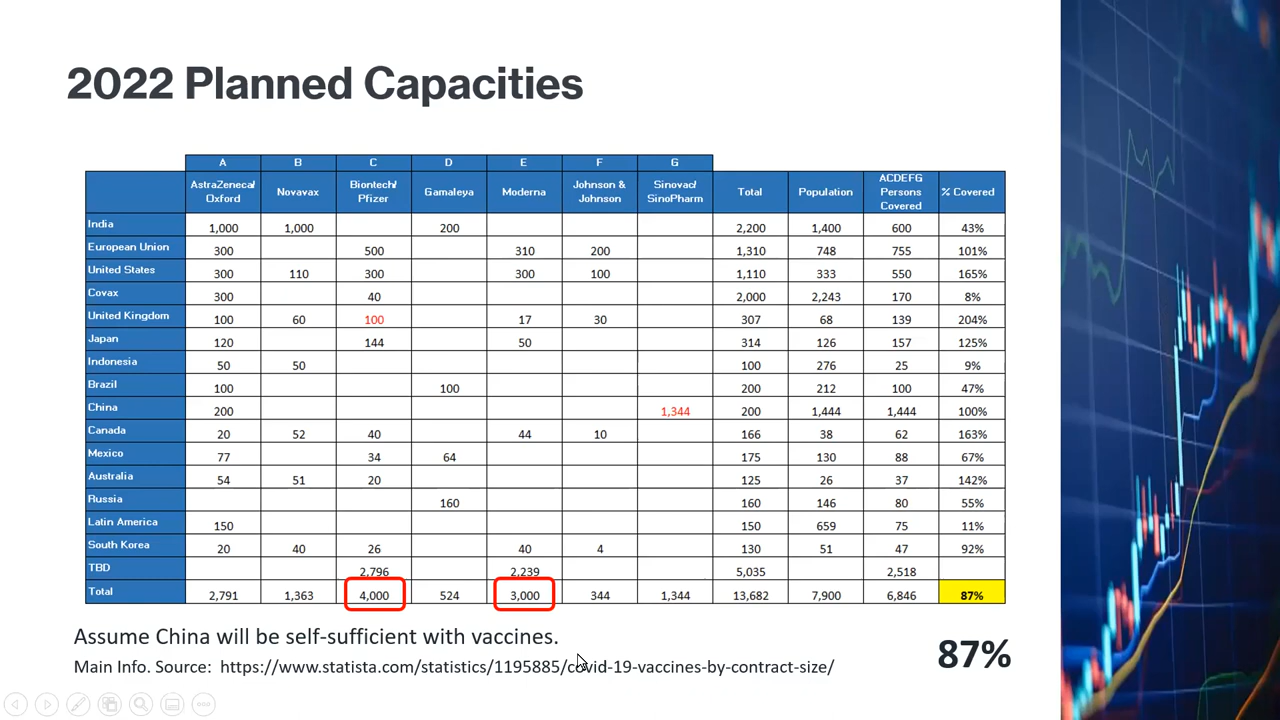 2022 Planned Capacities
A B C D E F G
AstraZeneca/ Oxford Novavax Biontech/ Pfizer Gamaleya Moderna Johnson & Johnson Sinovac/ SinoPharm Total Population ACDEFG Persons Covered % Covered
India 1,000 1,000 200 2,200 1,400 600 43%
European Union 300 500 310 200 1,310 748 755 101%
United States 300 110 300 300 100 1,110 333 550 165%
Covax 300 40 2,000 2,243 170 8%
United Kingdom 100 60 100 17 30 307 68 139 204%
Japan 120 144 50 314 126 157 125%
Indonesia 50 50 100 276 25 9%
Brazil 100 100 200 212 100 47%
China 200 1,344 200 1,444 1,444 100%
Canada 20 52 40 44 10 166 38 62 163%
Mexico 77 34 64 175 130 88 67%
Australia 54 51 20 125 26 37 142%
Russia 160 160 146 80 55%
Latin America 150 150 659 75 11%
South Korea 20 40 26 40 4 130 51 47 92%
TBD 2,796 2,239 5,035 2,518
Total 2,791 1,363 4,000 524 3,000 344 1,344 13,682 7,900 6,846 87%
Assume China will be self-sufficient with vaccines.
Main Info. Source: https://www.statista.com/statistics/1195885/covid-19-vaccines-by-contract-size/
87%